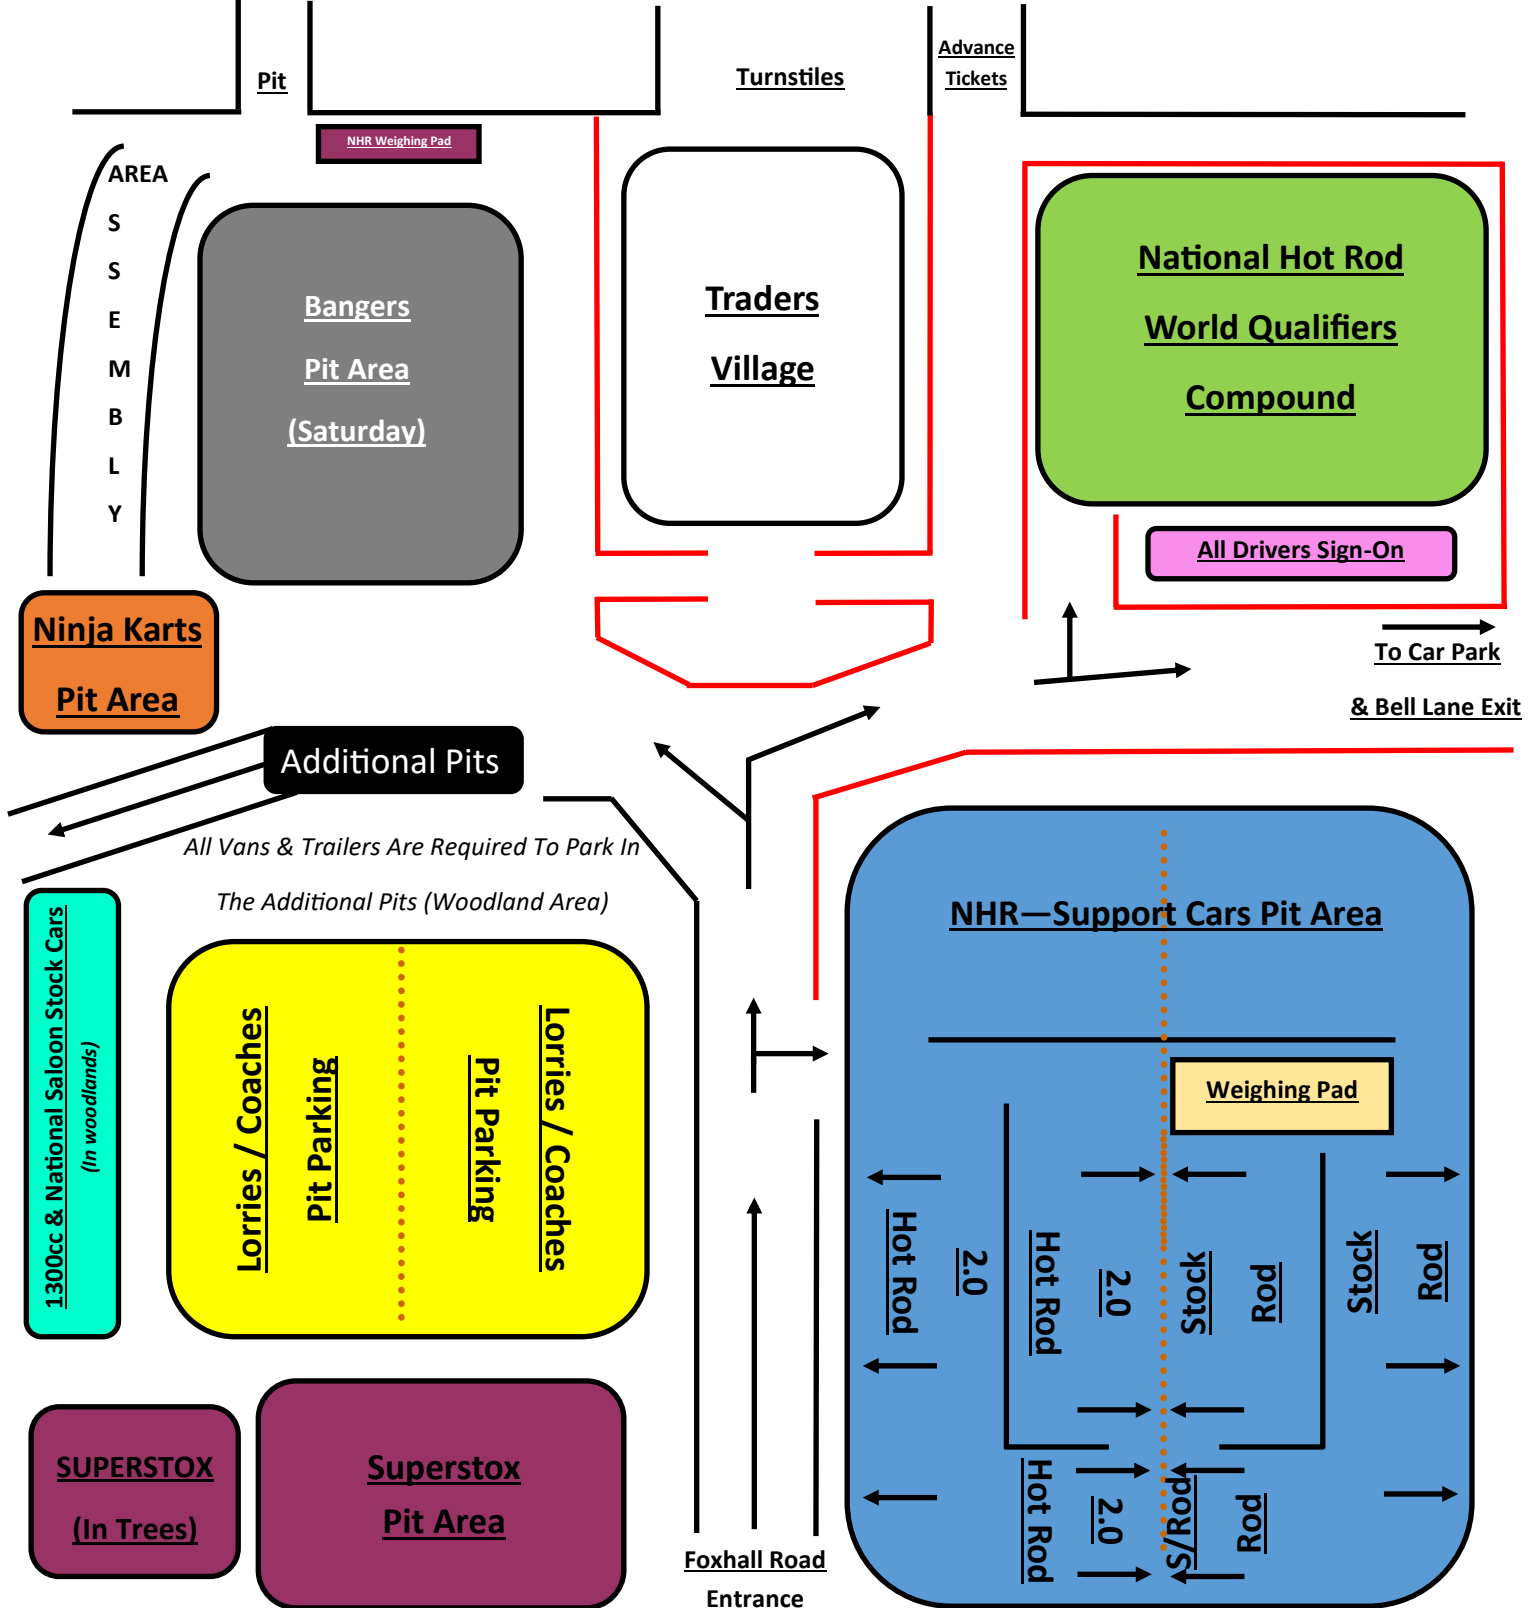 Pit
Turnstiles
Advance
Tickets
NHR Weighing Pad
AREA
S
S
E
M
B
L
Y
Bangers
Pit Area
(Saturday)
Traders
Village
National Hot Rod
World Qualifiers
Compound
All Drivers Sign-On
Ninja Karts
Pit Area
To Car Park
& Bell Lane Exit
Additional Pits
All Vans & Trailers Are Required To Park In
The Additional Pits (Woodland Area)
1300cc & National Saloon Stock Cars
(In woodlands)
Lorries / Coaches
Pit Parking
Lorries / Coaches
Pit Parking
NHR—Support Cars Pit Area
Weighing Pad
2.0
Hot Rod
2.0
Hot Rod
Rod
Stock
Rod
Stock
2.0
Hot Rod
Rod
S/Rod
SUPERSTOX
(In Trees)
Superstox
Pit Area
Foxhall Road
Entrance